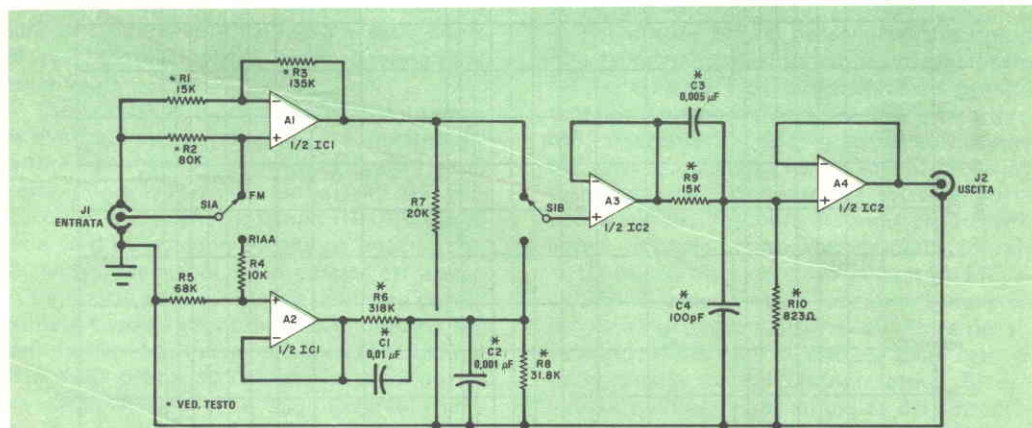 * R1
15K
* R3
135K
* R2
80K
−
+
A1
1/2 IC1
FM
S1A
J1
ENTRATA
RIAA
R4
10K
R5
68K
+
−
A2
1/2 IC1
*
R6
318K
*
C1
0,01 µF
*
C2
0,001 µF
R7
20K
*
R8
31.8K
S1B
−
+
A3
1/2 IC2
*
C3
0,005 µF
*
R9
15K
*
C4
100pF
*
R10
823Ω
−
+
A4
1/2 IC2
J2
USCITA
* VED. TESTO